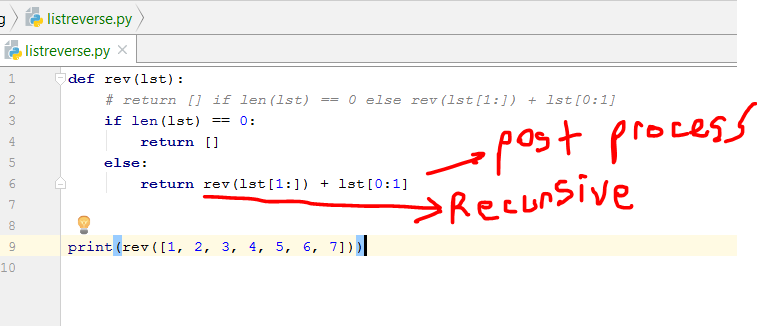 g listreverse.py
listreverse.py ×
1 def rev(lst):
2 # return [] if len(lst) == 0 else rev(lst[1:]) + lst[0:1]
3 if len(lst) == 0:
4 return []
5 else: post process
6 return rev(lst[1:]) + lst[0:1]
7 Recursive
8
9 print(rev([1, 2, 3, 4, 5, 6, 7]))
10